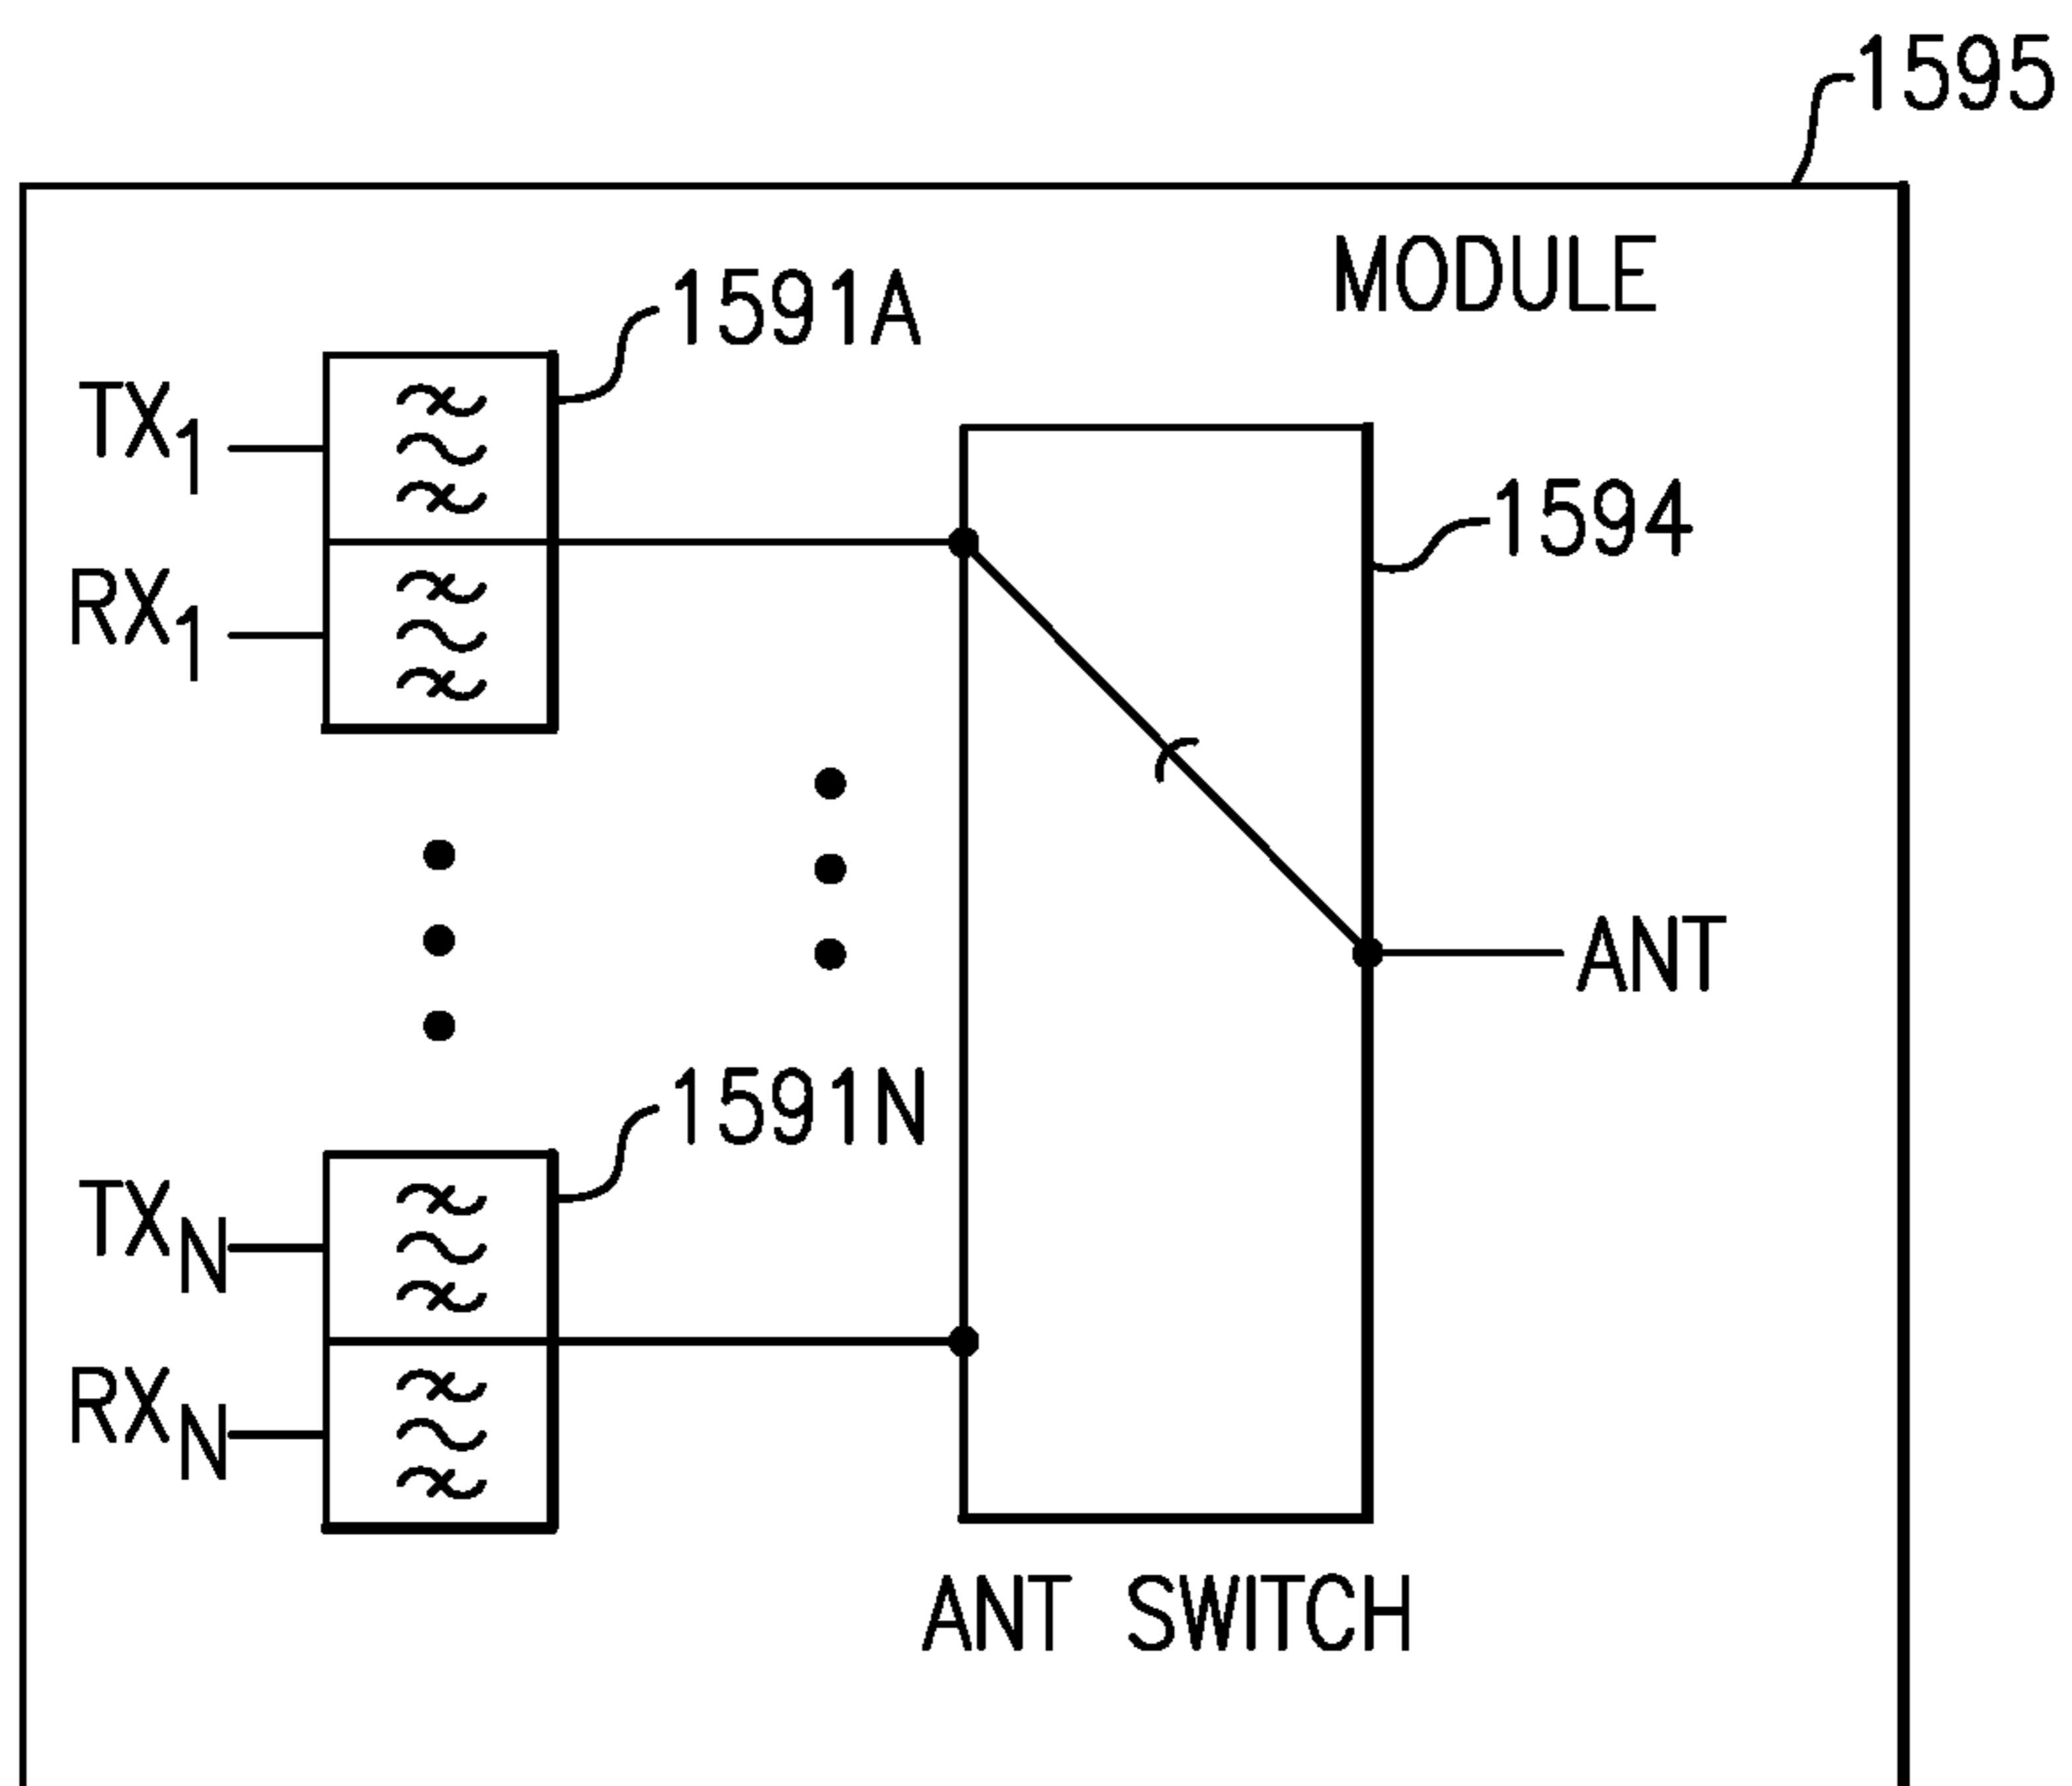 1595
MODULE
1591A
TX1
RX1
1594
ANT
1591N
TXN
RXN
ANT SWITCH